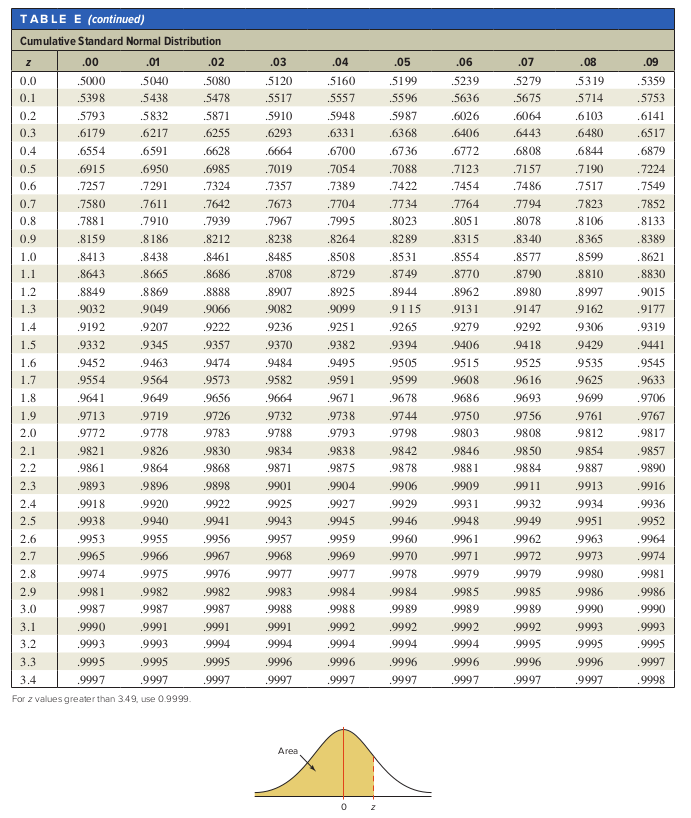 TABLE E (continued)
Cumulative Standard Normal Distribution
z .00 .01 .02 .03 .04 .05 .06 .07 .08 .09
0.0 .5000 .5040 .5080 .5120 .5160 .5199 .5239 .5279 .5319 .5359
0.1 .5398 .5438 .5478 .5517 .5557 .5596 .5636 .5675 .5714 .5753
0.2 .5793 .5832 .5871 .5910 .5948 .5987 .6026 .6064 .6103 .6141
0.3 .6179 .6217 .6255 .6293 .6331 .6368 .6406 .6443 .6480 .6517
0.4 .6554 .6591 .6628 .6664 .6700 .6736 .6772 .6808 .6844 .6879
0.5 .6915 .6950 .6985 .7019 .7054 .7088 .7123 .7157 .7190 .7224
0.6 .7257 .7291 .7324 .7357 .7389 .7422 .7454 .7486 .7517 .7549
0.7 .7580 .7611 .7642 .7673 .7704 .7734 .7764 .7794 .7823 .7852
0.8 .7881 .7910 .7939 .7967 .7995 .8023 .8051 .8078 .8106 .8133
0.9 .8159 .8186 .8212 .8238 .8264 .8289 .8315 .8340 .8365 .8389
1.0 .8413 .8438 .8461 .8485 .8508 .8531 .8554 .8577 .8599 .8621
1.1 .8643 .8665 .8686 .8708 .8729 .8749 .8770 .8790 .8810 .8830
1.2 .8849 .8869 .8888 .8907 .8925 .8944 .8962 .8980 .8997 .9015
1.3 .9032 .9049 .9066 .9082 .9099 .9115 .9131 .9147 .9162 .9177
1.4 .9192 .9207 .9222 .9236 .9251 .9265 .9279 .9292 .9306 .9319
1.5 .9332 .9345 .9357 .9370 .9382 .9394 .9406 .9418 .9429 .9441
1.6 .9452 .9463 .9474 .9484 .9495 .9505 .9515 .9525 .9535 .9545
1.7 .9554 .9564 .9573 .9582 .9591 .9599 .9608 .9616 .9625 .9633
1.8 .9641 .9649 .9656 .9664 .9671 .9678 .9686 .9693 .9699 .9706
1.9 .9713 .9719 .9726 .9732 .9738 .9744 .9750 .9756 .9761 .9767
2.0 .9772 .9778 .9783 .9788 .9793 .9798 .9803 .9808 .9812 .9817
2.1 .9821 .9826 .9830 .9834 .9838 .9842 .9846 .9850 .9854 .9857
2.2 .9861 .9864 .9868 .9871 .9875 .9878 .9881 .9884 .9887 .9890
2.3 .9893 .9896 .9898 .9901 .9904 .9906 .9909 .9911 .9913 .9916
2.4 .9918 .9920 .9922 .9925 .9927 .9929 .9931 .9932 .9934 .9936
2.5 .9938 .9940 .9941 .9943 .9945 .9946 .9948 .9949 .9951 .9952
2.6 .9953 .9955 .9956 .9957 .9959 .9960 .9961 .9962 .9963 .9964
2.7 .9965 .9966 .9967 .9968 .9969 .9970 .9971 .9972 .9973 .9974
2.8 .9974 .9975 .9976 .9977 .9977 .9978 .9979 .9979 .9980 .9981
2.9 .9981 .9982 .9982 .9983 .9984 .9984 .9985 .9985 .9986 .9986
3.0 .9987 .9987 .9987 .9988 .9988 .9989 .9989 .9989 .9990 .9990
3.1 .9990 .9991 .9991 .9991 .9992 .9992 .9992 .9992 .9993 .9993
3.2 .9993 .9993 .9994 .9994 .9994 .9994 .9994 .9995 .9995 .9995
3.3 .9995 .9995 .9995 .9996 .9996 .9996 .9996 .9996 .9996 .9997
3.4 .9997 .9997 .9997 .9997 .9997 .9997 .9997 .9997 .9997 .9998
For z values greater than 3.49, use 0.9999.
Area
0 z